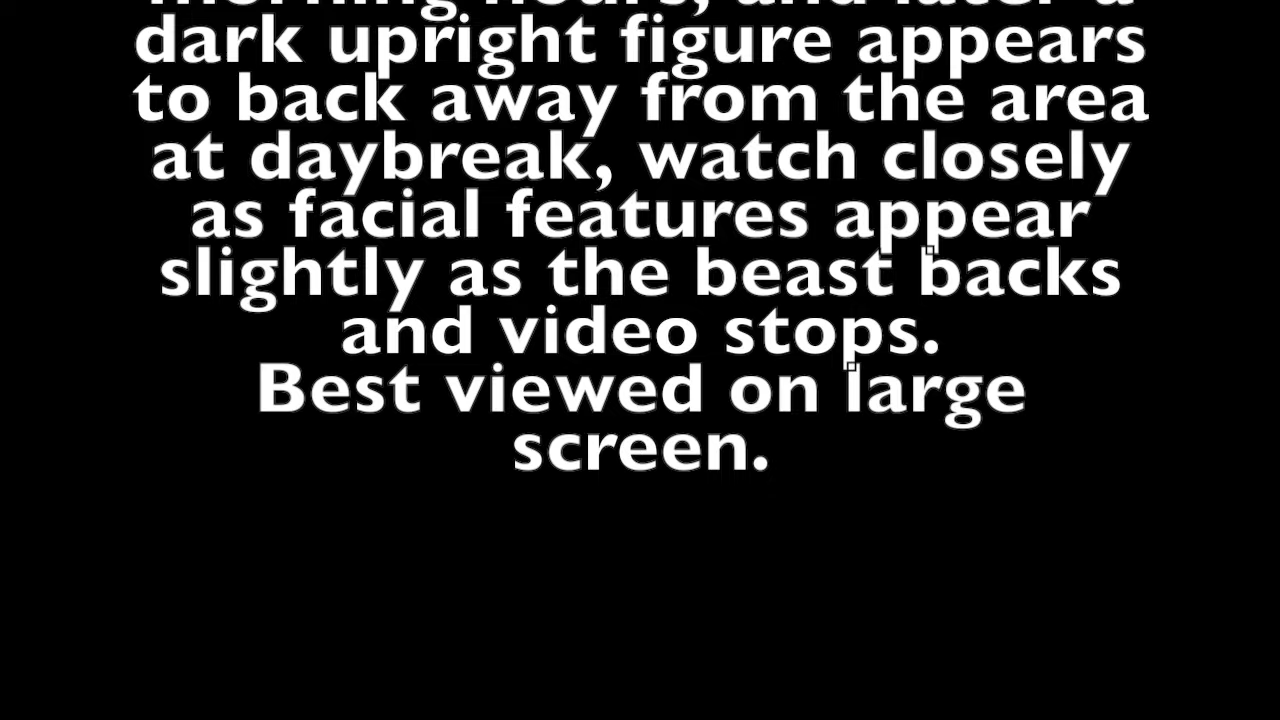 morning hours, and later a
dark upright figure appears
to back away from the area
at daybreak, watch closely
as facial features appear
slightly as the beast backs
and video stops.
Best viewed on large
screen.